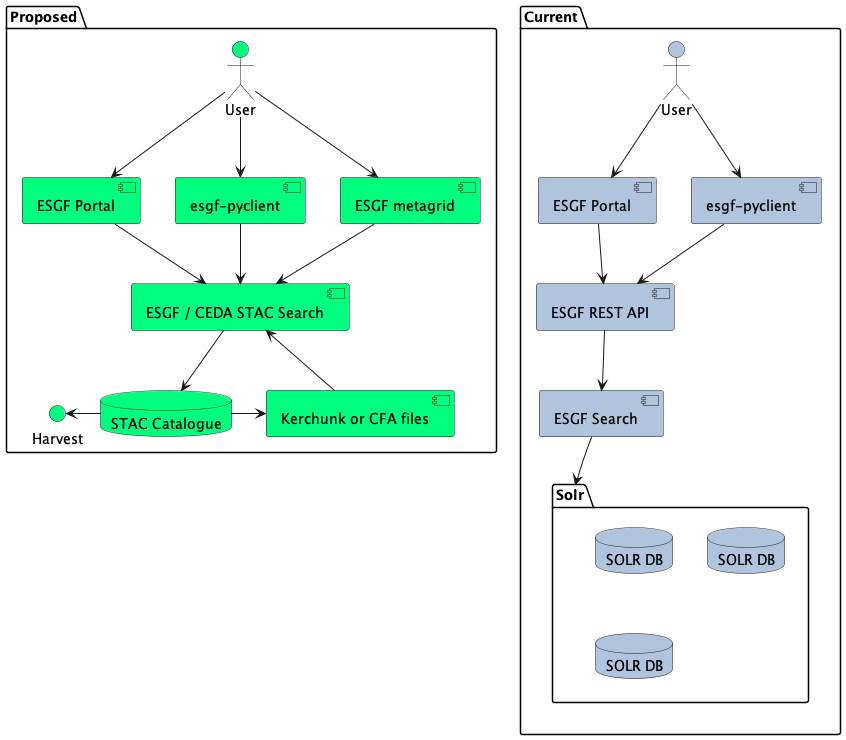 Proposed
User
ESGF Portal
esgf-pyclient
ESGF metagrid
ESGF / CEDA STAC Search
STAC Catalogue
Kerchunk or CFA files
Harvest
Current
User
ESGF Portal
esgf-pyclient
ESGF REST API
ESGF Search
Solr
SOLR DB
SOLR DB
SOLR DB